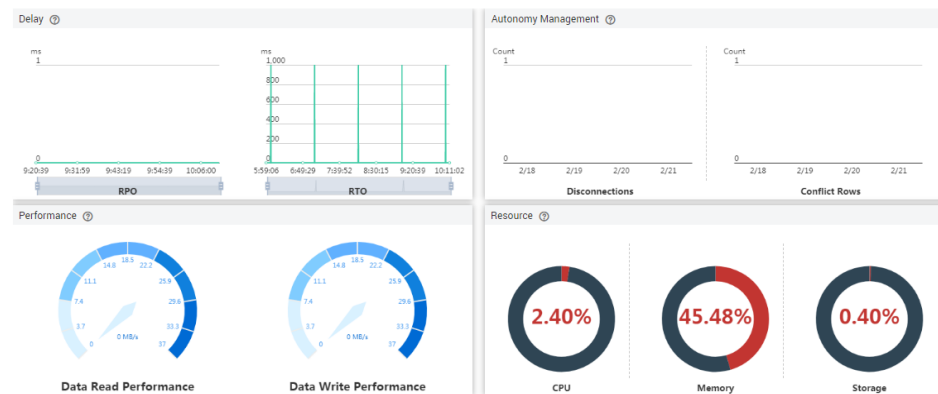 Delay ?
ms
1
0
9:20:39 9:31:59 9:43:19 9:54:39 10:06:00
RPO
ms
1,000
800
600
400
200
0
5:59:06 6:49:29 7:39:52 8:30:15 9:20:39 10:11:02
RTO
Autonomy Management ?
Count
1
0
2/18 2/19 2/20 2/21
Disconnections
Count
1
0
2/18 2/19 2/20 2/21
Conflict Rows
Performance ?
0
3.7
7.4
11.1
14.8
18.5
22.2
25.9
29.6
33.3
37
0 MB/s
Data Read Performance
0
3.7
7.4
11.1
14.8
18.5
22.2
25.9
29.6
33.3
37
0 MB/s
Data Write Performance
Resource ?
2.40%
CPU
45.48%
Memory
0.40%
Storage